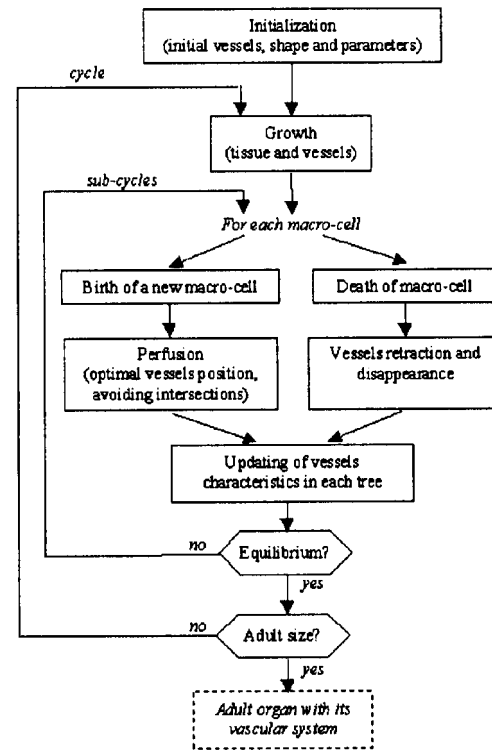 Initialization
(initial vessels, shape and parameters)
cycle
Growth
(tissue and vessels)
sub-cycles
For each macro-cell
Birth of a new macro-cell
Death of macro-cell
Perfusion
(optimal vessels position,
avoiding intersections)
Vessels retraction and
disappearance
Updating of vessels
characteristics in each tree
no
Equilibrium?
yes
no
Adult size?
yes
Adult organ with its
vascular system